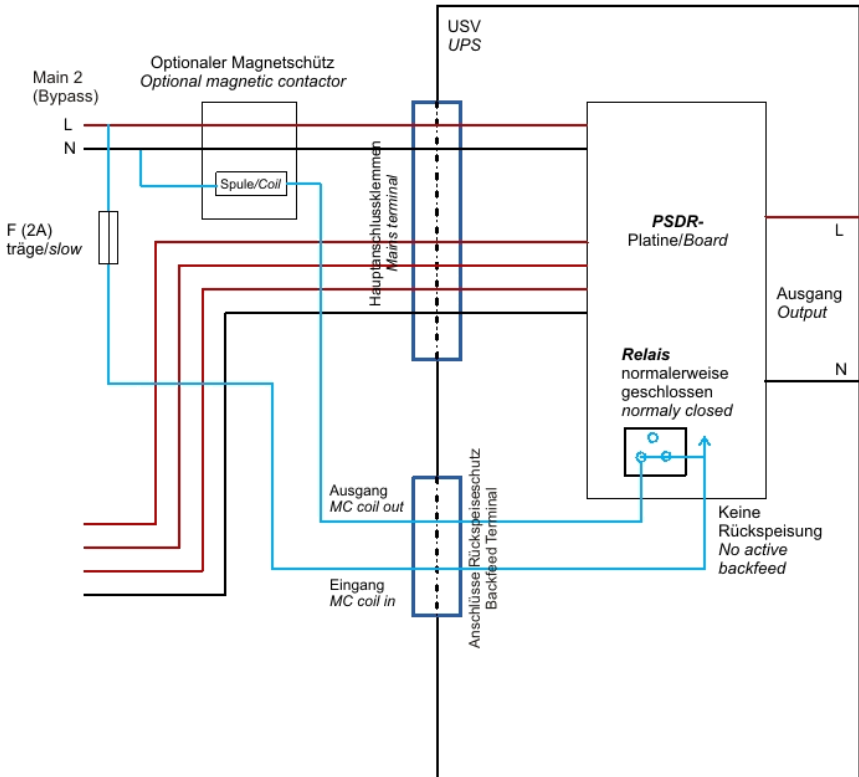 USV
UPS
Optionaler Magnetschütz
Optional magnetic contactor
Main 2
(Bypass)
L
N
Spule/Coil
F (2A)
träge/slow
Hauptanschlussklemmen
Mains terminal
PSDR-
Platine/Board
L
Ausgang
Output
N
Relais
normalerweise
geschlossen
normaly closed
Ausgang
MC coil out
Eingang
MC coil in
Anschlüsse Rückspeiseschutz
Backfeed Terminal
Keine
Rückspeisung
No active
backfeed